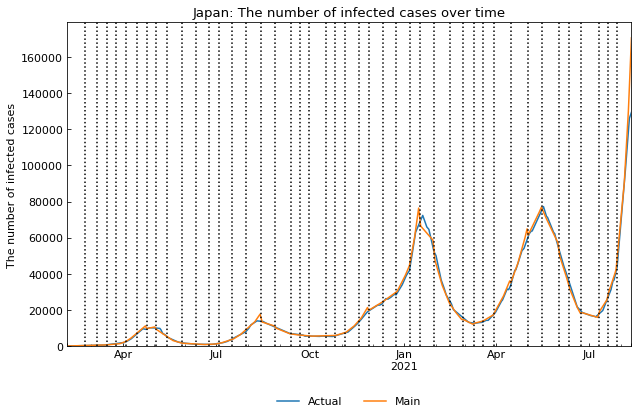 Japan: The number of infected cases over time
The number of infected cases
160000
140000
120000
100000
80000
60000
40000
20000
0
Apr
Jul
Oct
Jan
2021
Apr
Jul
Actual
Main